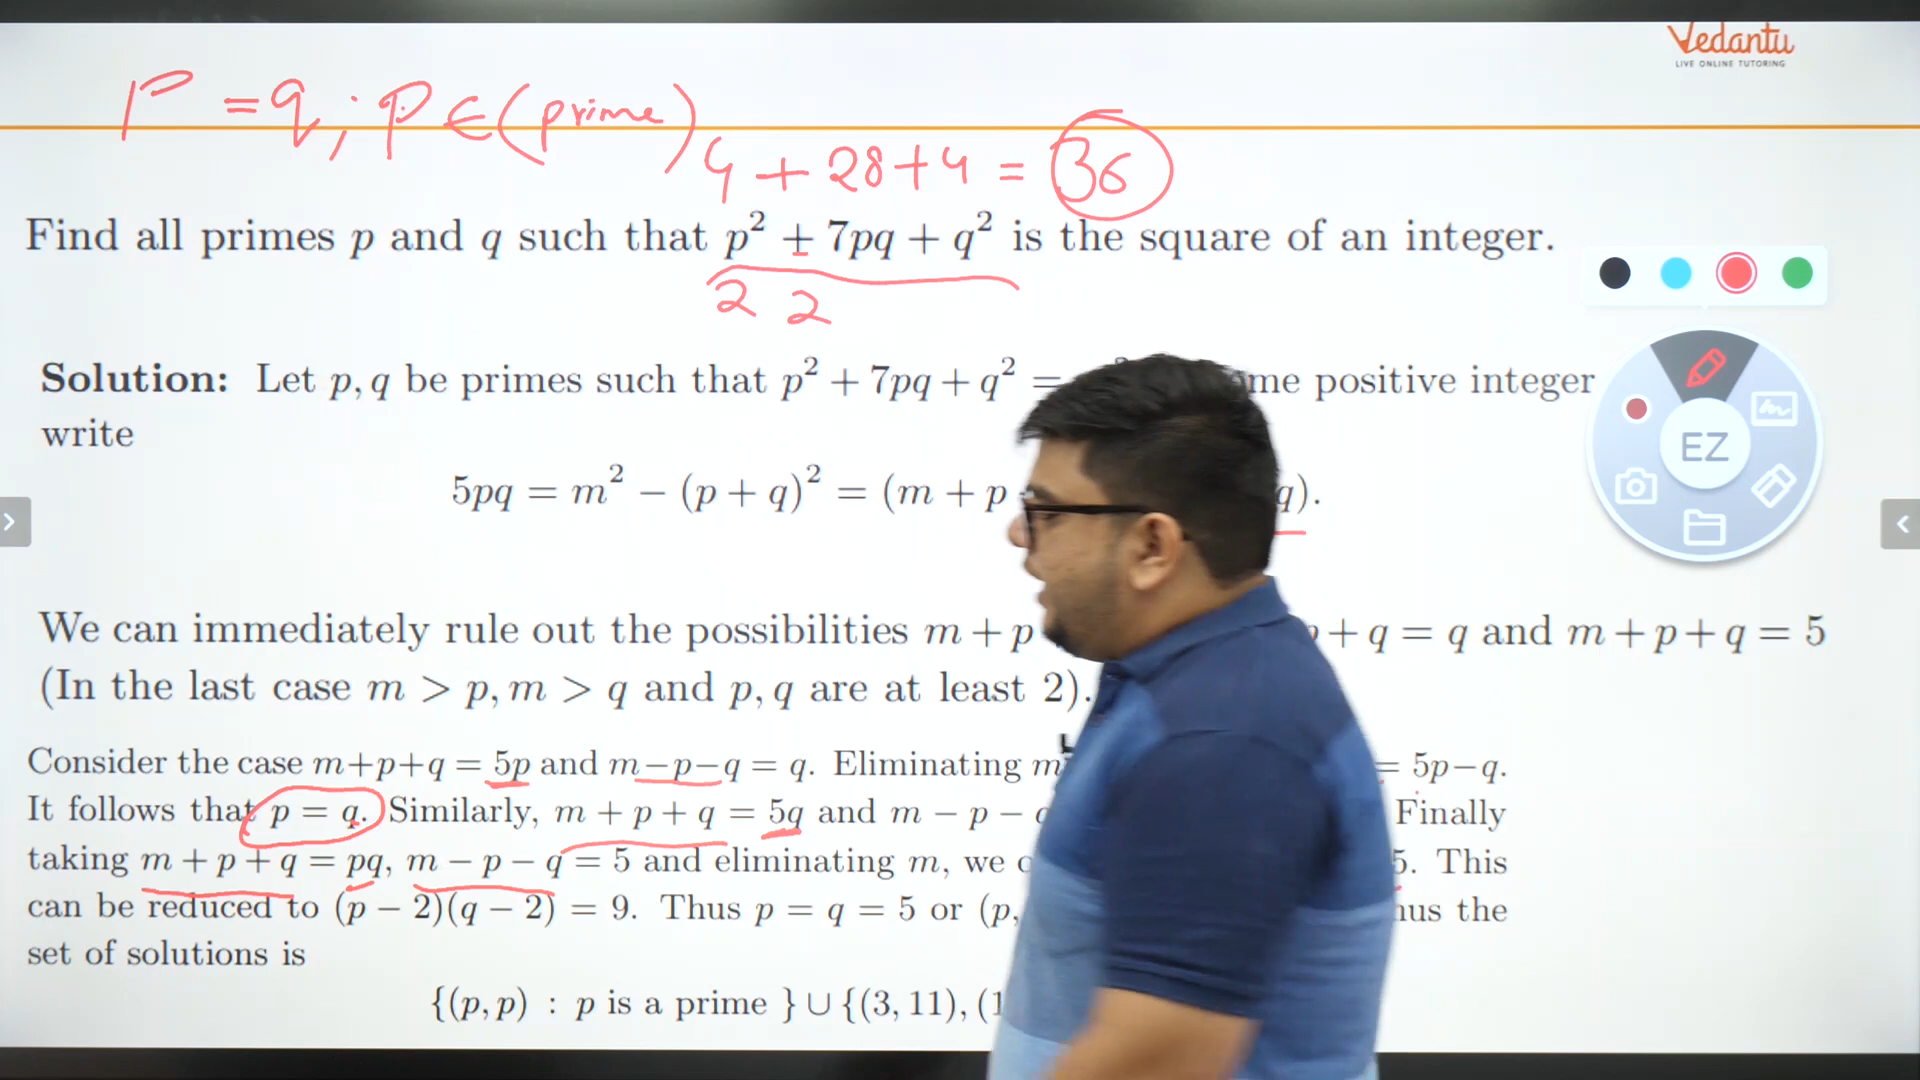 Vedantu
LIVE ONLINE TUTORING
p = q ; p ∈ (prime)
4 + 28 + 4 = 36
Find all primes p and q such that p² + 7pq + q² is the square of an integer.
2 2
Solution: Let p, q be primes such that p² + 7pq + q² = positive integer
write
5pq = m² − (p + q)² = (m + p q).
We can immediately rule out the possibilities m + p + q = q and m + p + q = 5
(In the last case m > p, m > q and p, q are at least 2).
Consider the case m+p+q = 5p and m−p−q = q. Eliminating m = 5p−q.
It follows that p = q. Similarly, m + p + q = 5q and m − p − Finally
taking m + p + q = pq, m − p − q = 5 and eliminating m, we 5. This
can be reduced to (p − 2)(q − 2) = 9. Thus p = q = 5 or (p, the
set of solutions is
{(p, p) : p is a prime } ∪ {(3, 11), (1
EZ